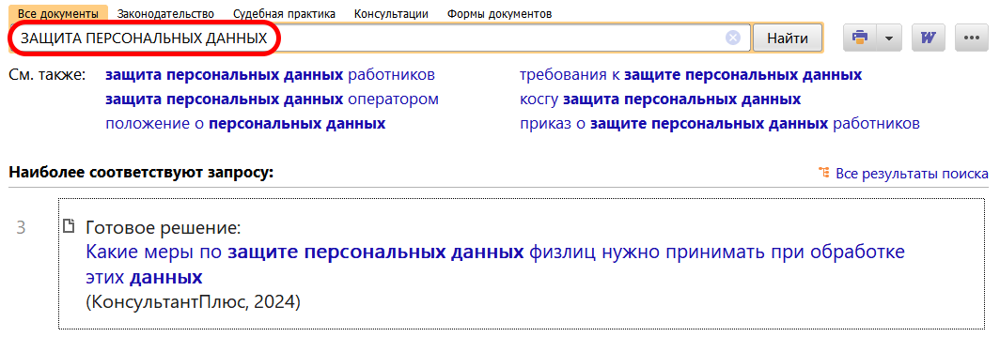 Все документы Законодательство Судебная практика Консультации Формы документов
ЗАЩИТА ПЕРСОНАЛЬНЫХ ДАННЫХ Найти W
См. также: защита персональных данных работников требования к защите персональных данных
защита персональных данных оператором косгу защита персональных данных
положение о персональных данных приказ о защите персональных данных работников
Наиболее соответствуют запросу: Все результаты поиска
3 Готовое решение:
Какие меры по защите персональных данных физлиц нужно принимать при обработке
этих данных
(КонсультантПлюс, 2024)